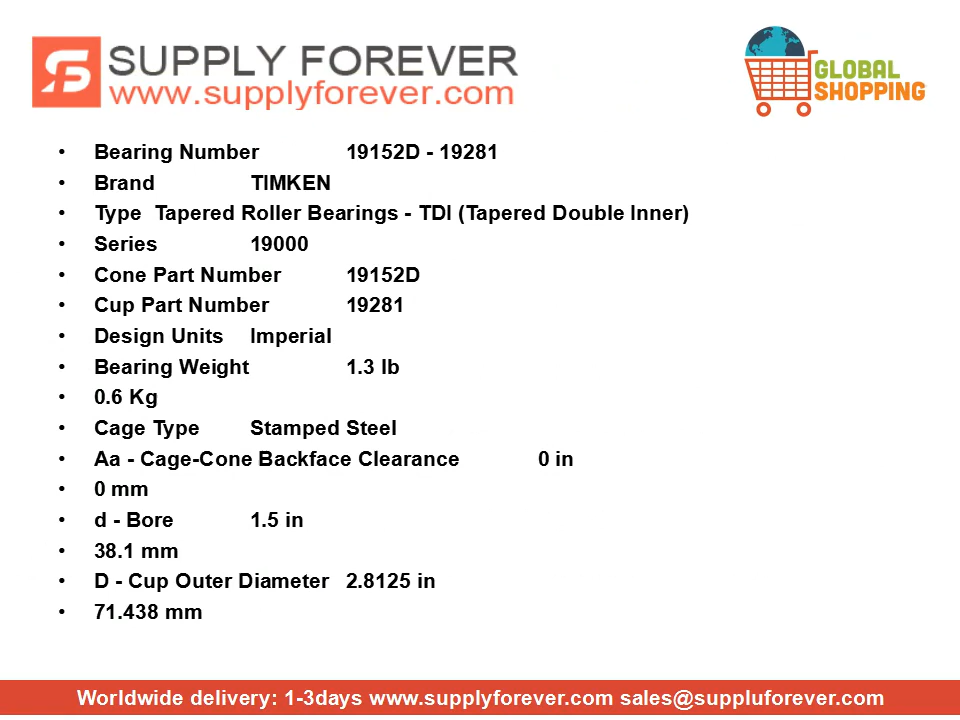 SUPPLY FOREVER
www.supplyforever.com
GLOBAL
SHOPPING
• Bearing Number 19152D - 19281
• Brand TIMKEN
• Type Tapered Roller Bearings - TDI (Tapered Double Inner)
• Series 19000
• Cone Part Number 19152D
• Cup Part Number 19281
• Design Units Imperial
• Bearing Weight 1.3 lb
• 0.6 Kg
• Cage Type Stamped Steel
• Aa - Cage-Cone Backface Clearance 0 in
• 0 mm
• d - Bore 1.5 in
• 38.1 mm
• D - Cup Outer Diameter 2.8125 in
• 71.438 mm
Worldwide delivery: 1-3days www.supplyforever.com sales@suppluforever.com